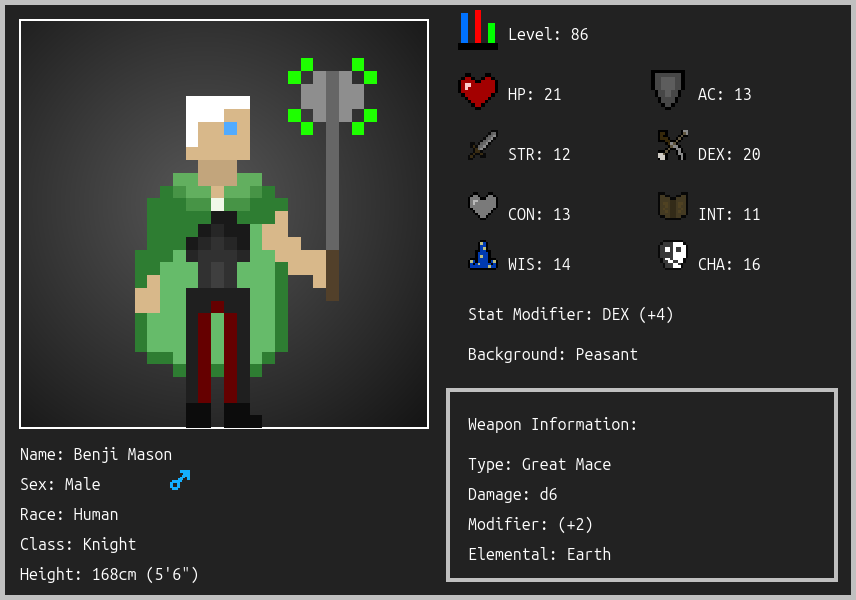 Level: 86
HP: 21
AC: 13
STR: 12
DEX: 20
CON: 13
INT: 11
WIS: 14
CHA: 16
Stat Modifier: DEX (+4)
Background: Peasant
Weapon Information:
Type: Great Mace
Damage: d6
Modifier: (+2)
Elemental: Earth
Name: Benji Mason
Sex: Male
Race: Human
Class: Knight
Height: 168cm (5'6")